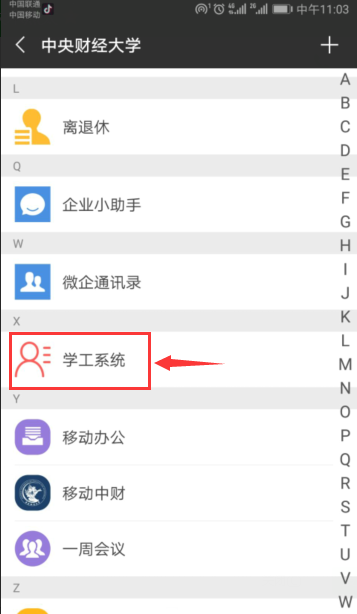 中国联通
中国移动
中午11:03
中央财经大学
L
离退休
Q
企业小助手
W
微企通讯录
X
学工系统
Y
移动办公
移动中财
一周会议
Z
A
B
C
D
E
F
G
H
I
J
K
L
M
N
O
P
Q
R
S
T
U
V
W